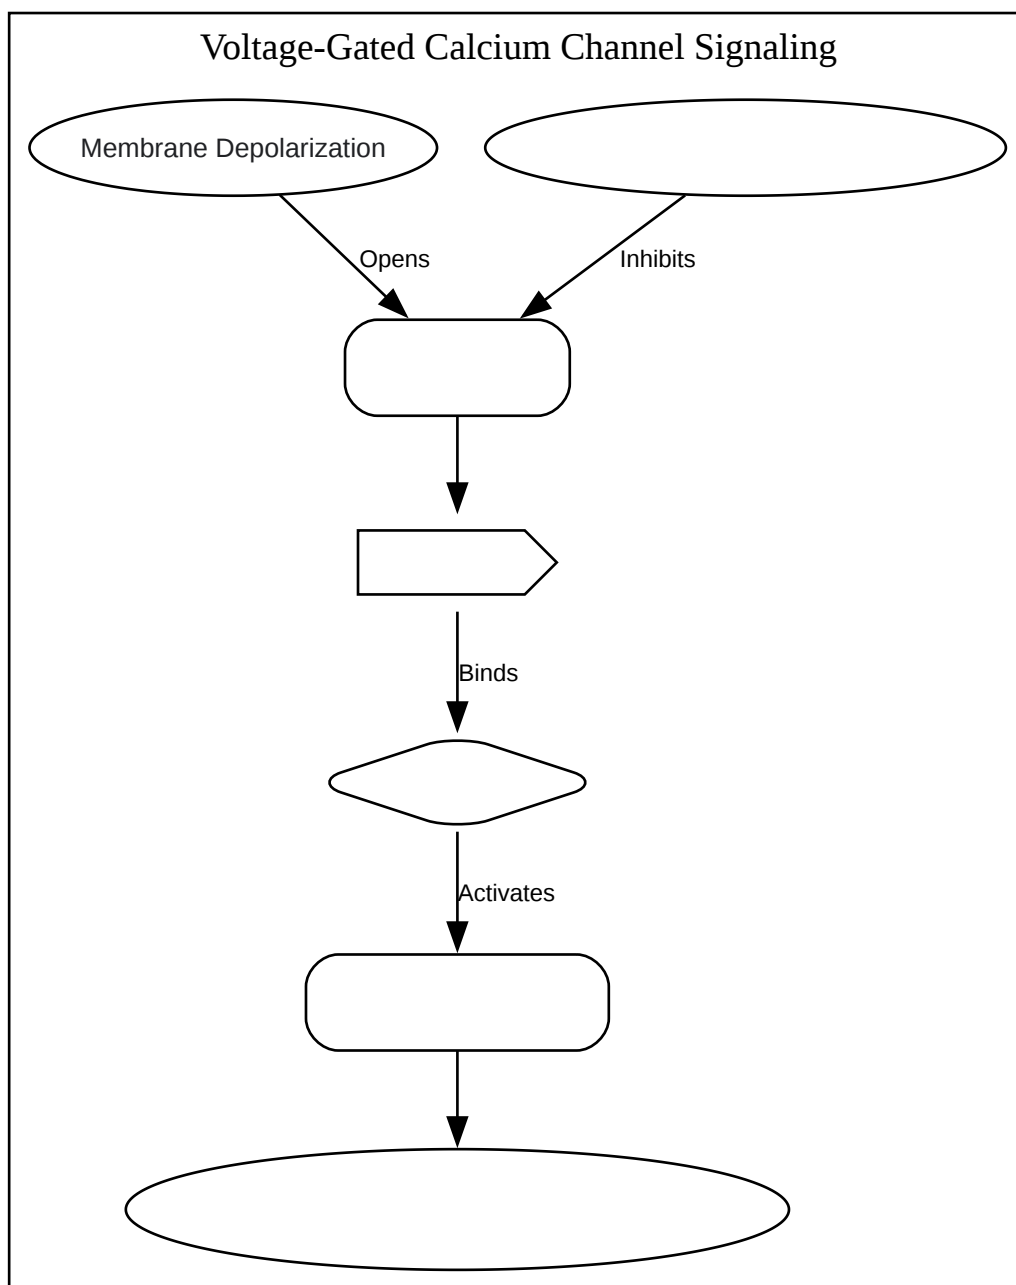 Voltage-Gated Calcium Channel Signaling
Membrane Depolarization
Opens
Inhibits
Binds
Activates